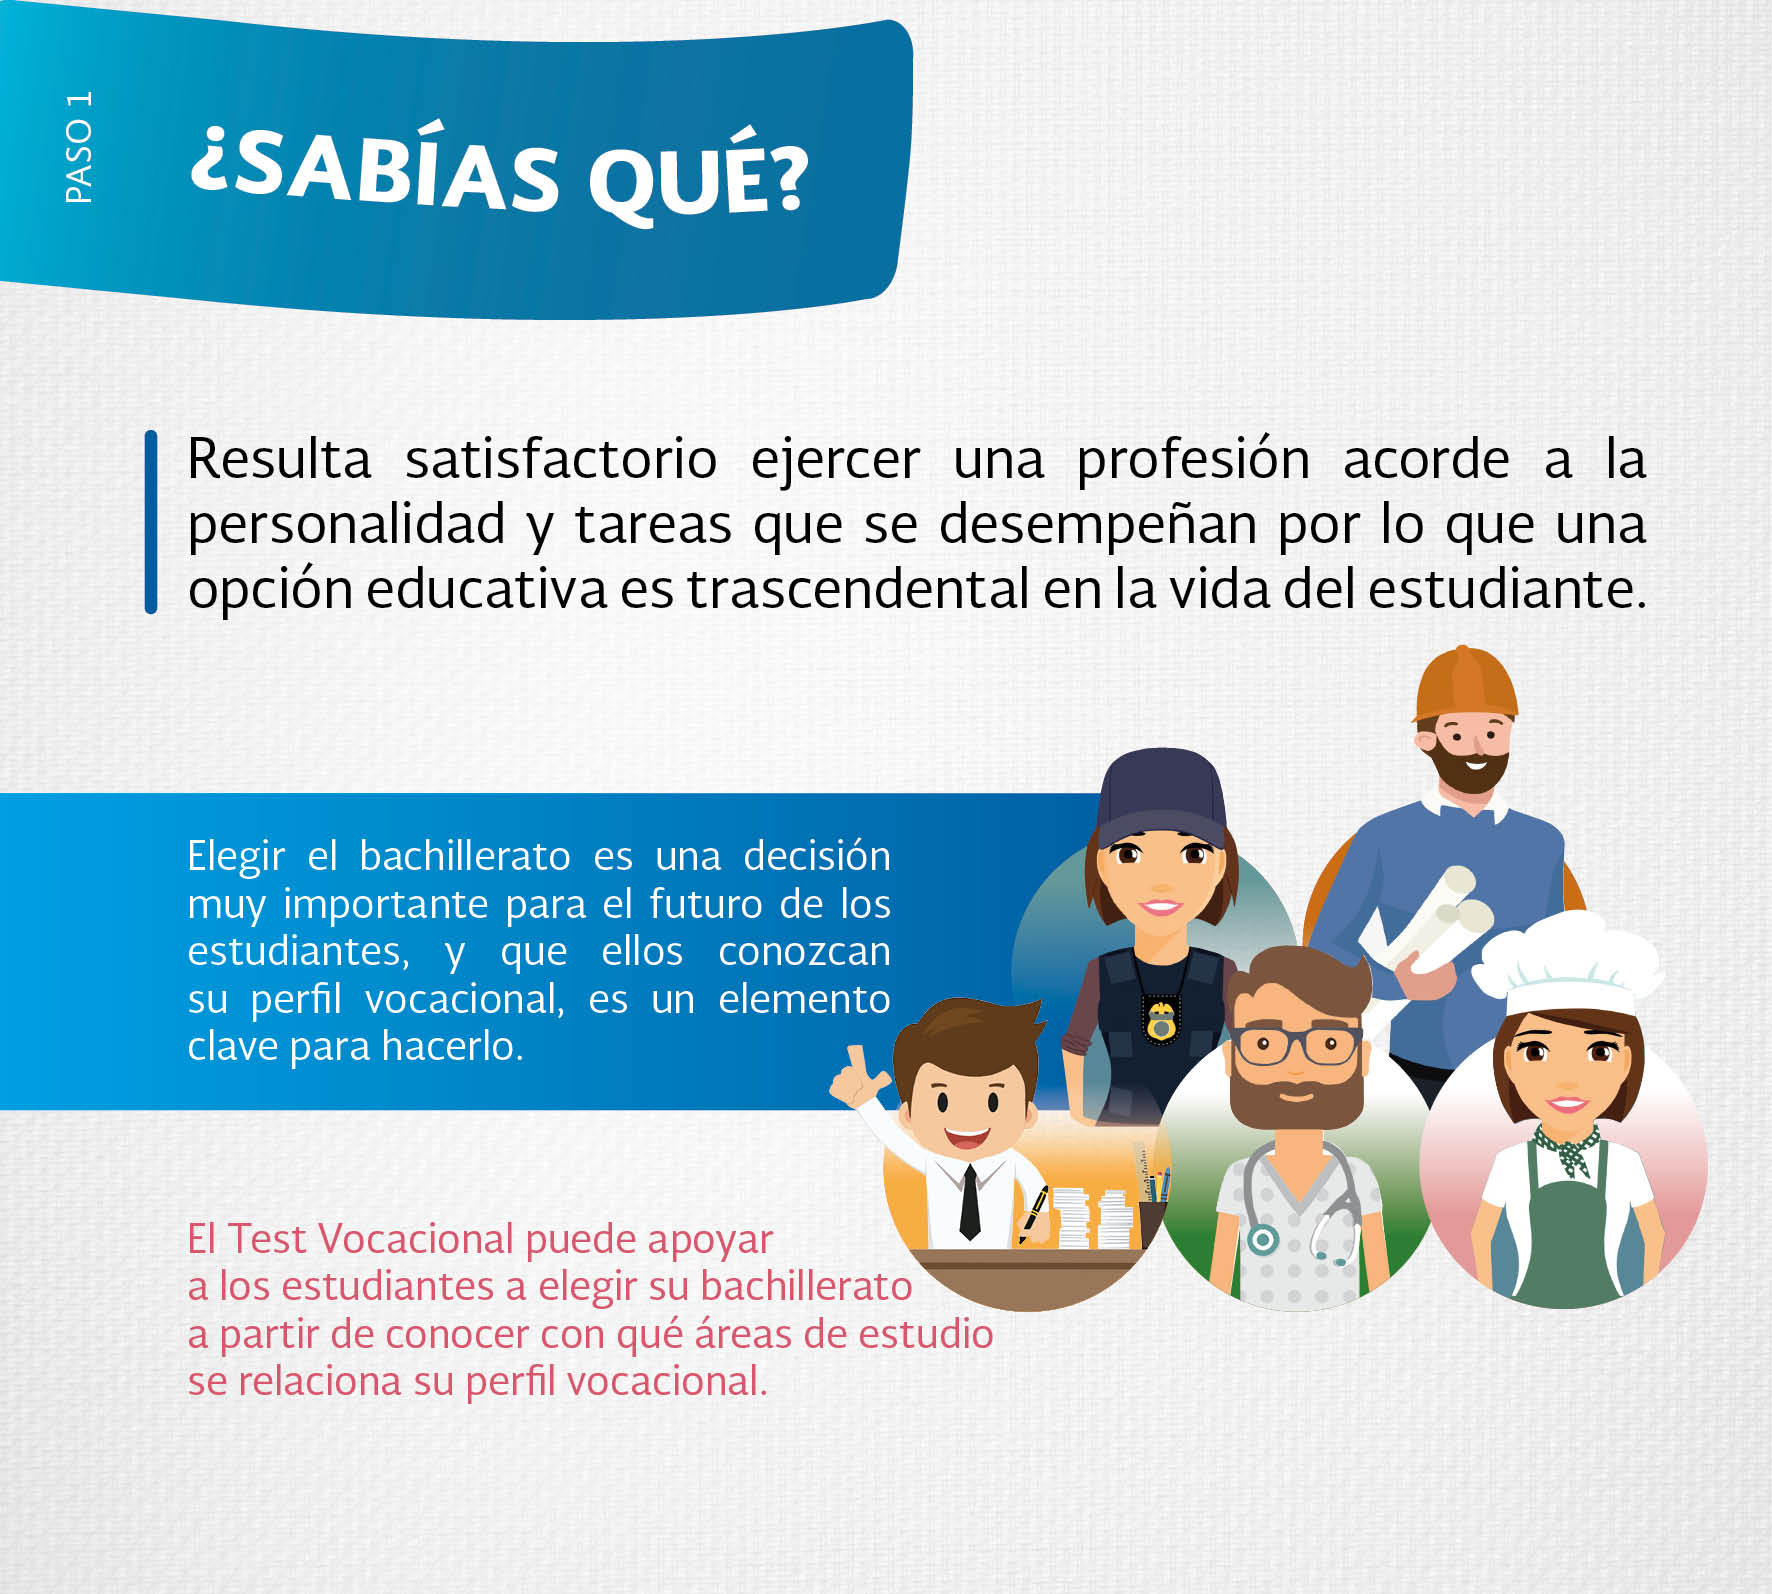 PASO 1
¿SABÍAS QUÉ?
Resulta satisfactorio ejercer una profesión acorde a la
personalidad y tareas que se desempeñan por lo que una
opción educativa es trascendental en la vida del estudiante.
Elegir el bachillerato es una decisión
muy importante para el futuro de los
estudiantes, y que ellos conozcan
su perfil vocacional, es un elemento
clave para hacerlo.
El Test Vocacional puede apoyar
a los estudiantes a elegir su bachillerato
a partir de conocer con qué áreas de estudio
se relaciona su perfil vocacional.